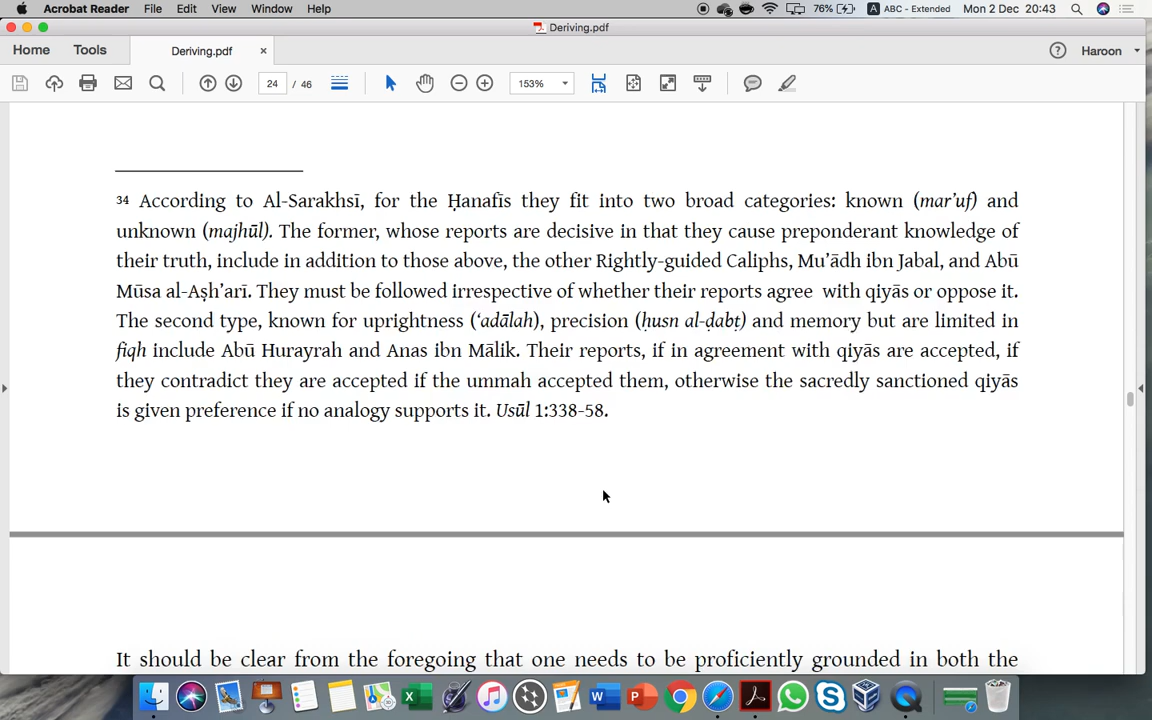 Acrobat Reader File Edit View Window Help 76% ABC - Extended Mon 2 Dec 20:43
Deriving.pdf
Home Tools Deriving.pdf × ? Haroon
24 / 46 153%
34 According to Al-Sarakhsī, for the Ḥanafīs they fit into two broad categories: known (mar’uf) and
unknown (majhūl). The former, whose reports are decisive in that they cause preponderant knowledge of
their truth, include in addition to those above, the other Rightly-guided Caliphs, Mu’ādh ibn Jabal, and Abū
Mūsa al-Aṣh’arī. They must be followed irrespective of whether their reports agree with qiyās or oppose it.
The second type, known for uprightness (‘adālah), precision (ḥusn al-ḍabṭ) and memory but are limited in
fiqh include Abū Hurayrah and Anas ibn Mālik. Their reports, if in agreement with qiyās are accepted, if
they contradict they are accepted if the ummah accepted them, otherwise the sacredly sanctioned qiyās
is given preference if no analogy supports it. Usūl 1:338-58.
It should be clear from the foregoing that one needs to be proficiently grounded in both the